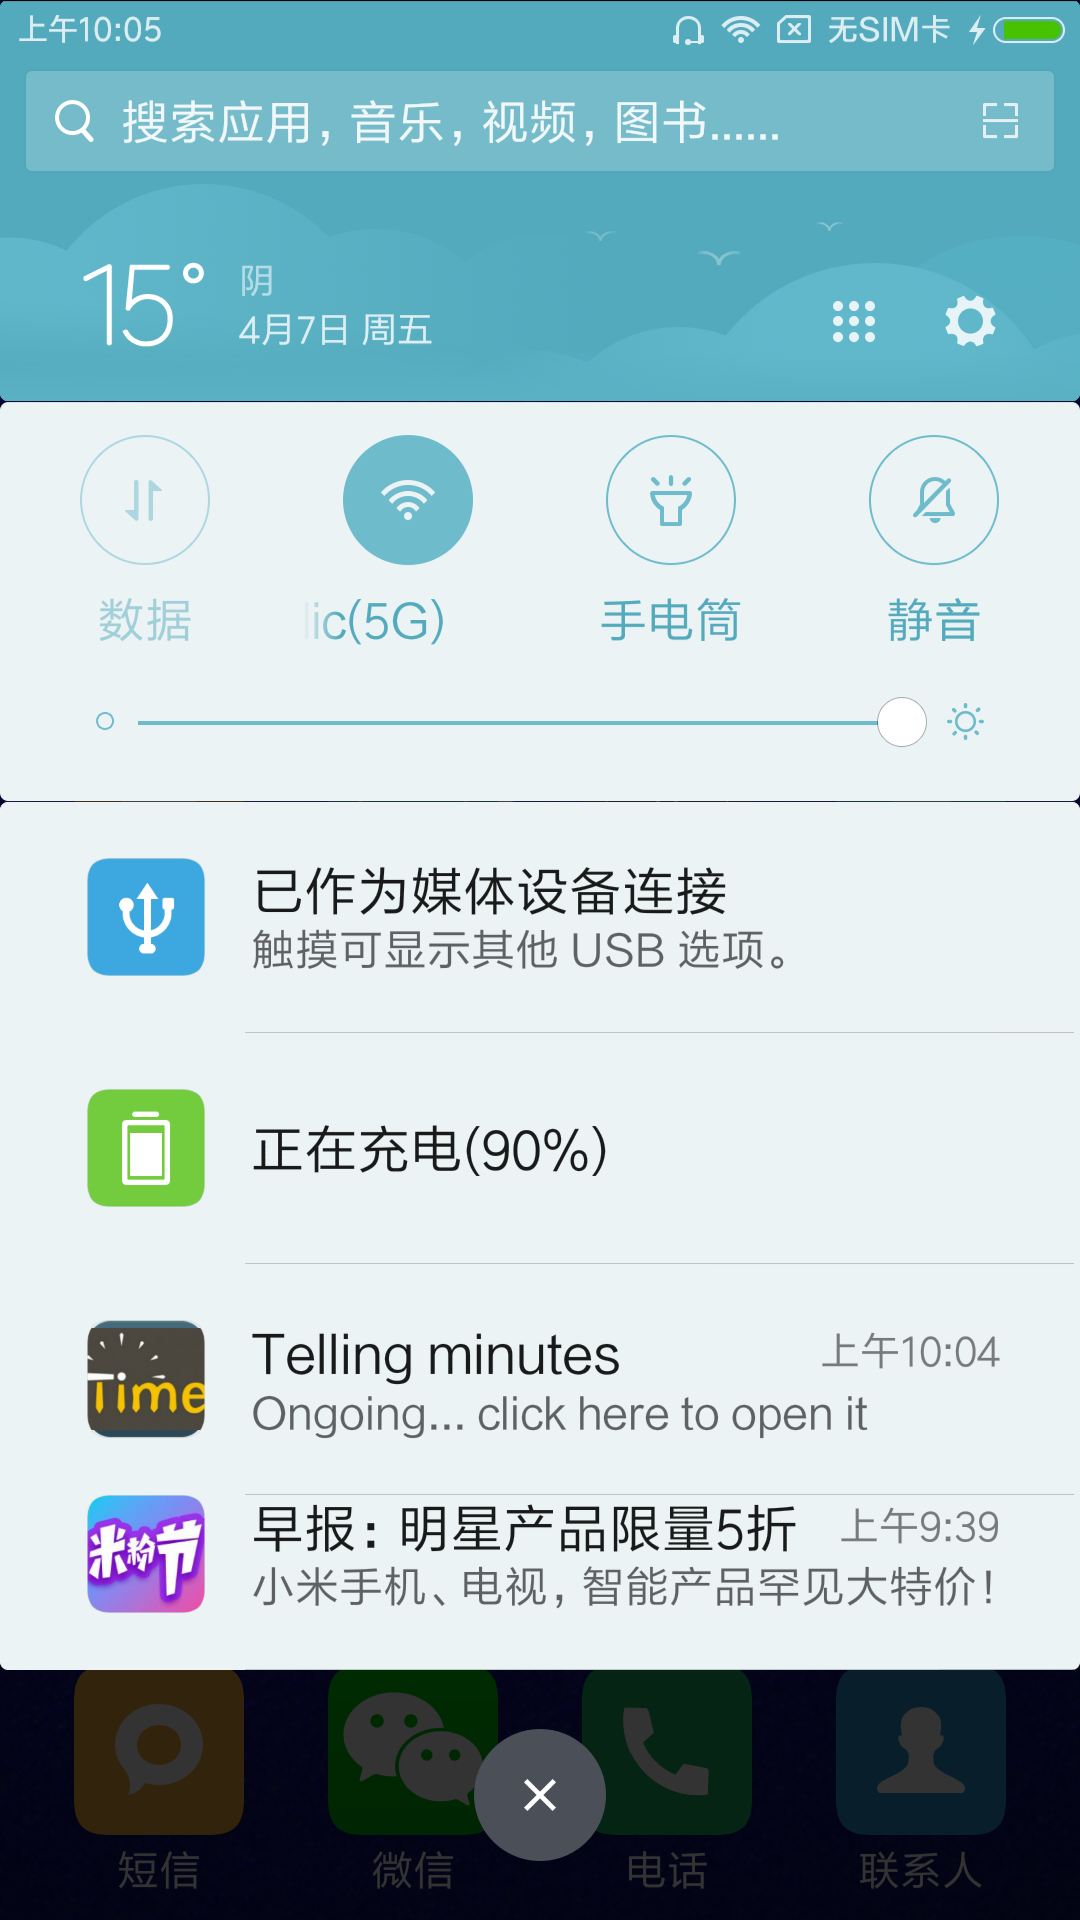 上午10:05
无SIM卡
搜索应用，音乐，视频，图书......
15°
阴
4月7日 周五
数据
lic(5G)
手电筒
静音
已作为媒体设备连接
触摸可显示其他 USB 选项。
正在充电(90%)
Time
Telling minutes
上午10:04
Ongoing... click here to open it
米粉节
早报：明星产品限量5折
上午9:39
小米手机、电视，智能产品罕见大特价！
短信
微信
电话
联系人